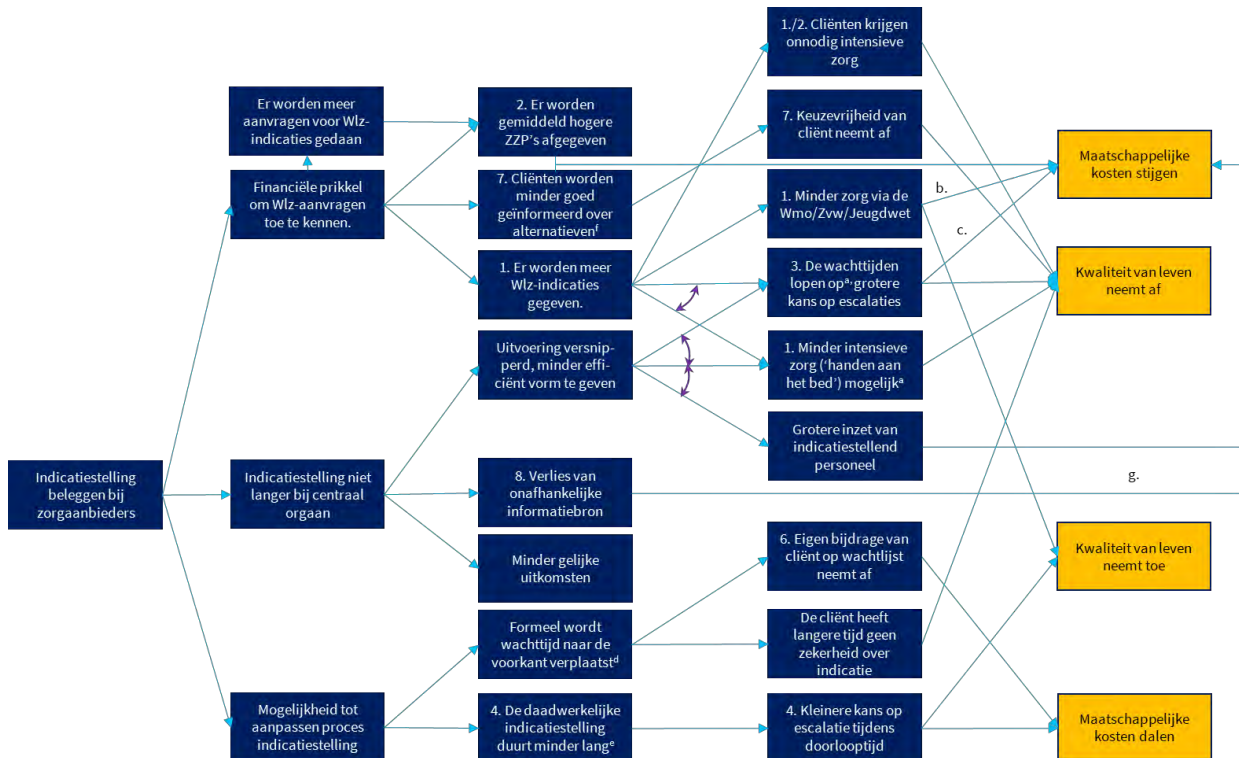 Indicatiestelling
beleggen bij
zorgaanbieders
Er worden meer
aanvragen voor Wlz-
indicaties gedaan
Financiële prikkel
om Wlz-aanvragen
toe te kennen.
Indicatiestelling niet
langer bij centraal
orgaan
Mogelijkheid tot
aanpassen proces
indicatiestelling
2. Er worden
gemiddeld hogere
ZZP's afgegeven
7. Cliënten worden
minder goed
geïnformeerd over
alternatievenᶠ
1. Er worden meer
Wlz-indicaties
gegeven.
Uitvoering versnip-
perd, minder effi-
ciënt vorm te geven
8. Verlies van
onafhankelijke
informatiebron
Minder gelijke
uitkomsten
Formeel wordt
wachttijd naar de
voorkant verplaatstᵈ
4. De daadwerkelijke
indicatiestelling
duurt minder langᵉ
1./2. Cliënten krijgen
onnodig intensieve
zorg
7. Keuzevrijheid van
cliënt neemt af
1. Minder zorg via de
Wmo/Zvw/Jeugdwet
3. De wachttijden
lopen opᵃ, grotere
kans op escalaties
1. Minder intensieve
zorg ('handen aan
het bed') mogelijkᵃ
Grotere inzet van
indicatiestellend
personeel
6. Eigen bijdrage van
cliënt op wachtlijst
neemt af
De cliënt heeft
langere tijd geen
zekerheid over
indicatie
4. Kleinere kans op
escalatie tijdens
doorlooptijd
b.
c.
g.
Maatschappelijke
kosten stijgen
Kwaliteit van leven
neemt af
Kwaliteit van leven
neemt toe
Maatschappelijke
kosten dalen